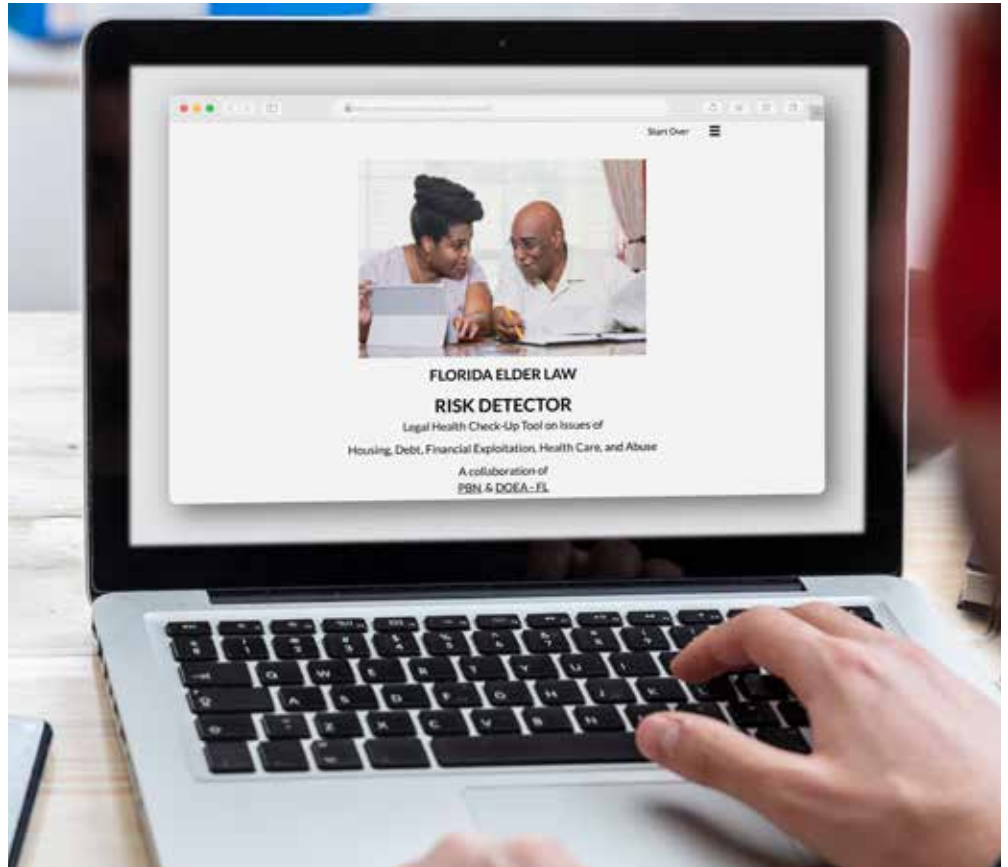 Start Over
FLORIDA ELDER LAW
RISK DETECTOR
Legal Health Check-Up Tool on Issues of
Housing, Debt, Financial Exploitation, Health Care, and Abuse
A collaboration of
PBN & DOEA - FL
Q W E R T Y U I
A S D F G H J K
Z X C V B N